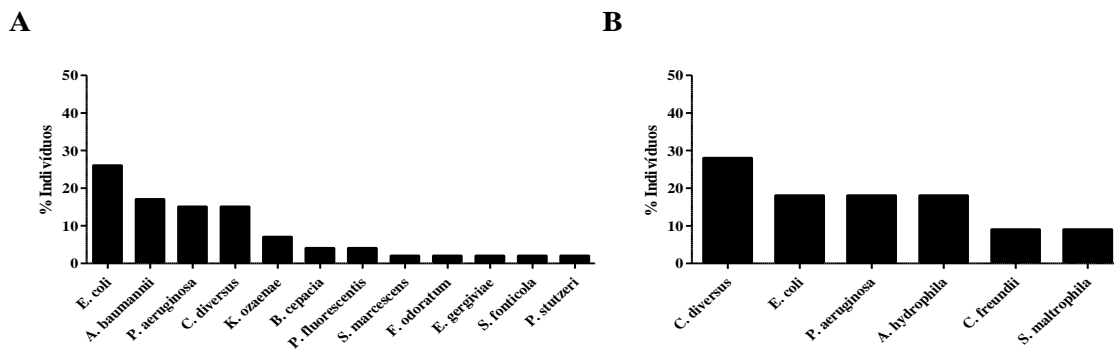 A
% Indivíduos
50
40
30
20
10
0
E. coli
A. baumannii
P. aeruginosa
C. diversus
K. ozaenae
B. cepacia
P. fluorescentis
S. marcescens
F. odoratum
E. gergiviae
S. fonticola
P. stutzeri
B
% Indivíduos
50
40
30
20
10
0
C. diversus
E. coli
P. aeruginosa
A. hydrophila
C. freundii
S. maltrophila